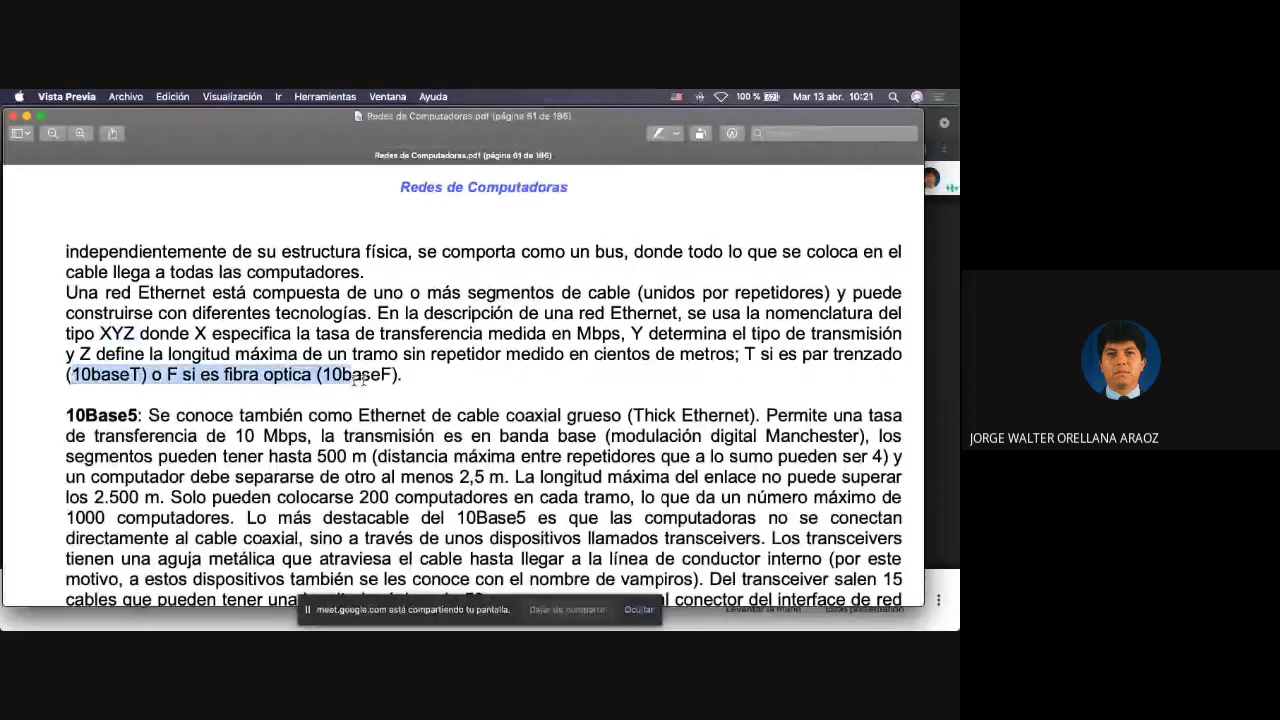 Vista Previa Archivo Edición Visualización Ir Herramientas Ventana Ayuda 100 % Mar 13 abr. 10:21
Redes de Computadoras.pdf (página 61 de 186)
Redes de Computadoras.pdf (página 61 de 186)
Redes de Computadoras
independientemente de su estructura física, se comporta como un bus, donde todo lo que se coloca en el
cable llega a todas las computadores.
Una red Ethernet está compuesta de uno o más segmentos de cable (unidos por repetidores) y puede
construirse con diferentes tecnologías. En la descripción de una red Ethernet, se usa la nomenclatura del
tipo XYZ donde X especifica la tasa de transferencia medida en Mbps, Y determina el tipo de transmisión
y Z define la longitud máxima de un tramo sin repetidor medido en cientos de metros; T si es par trenzado
(10baseT) o F si es fibra optica (10baseF).
10Base5: Se conoce también como Ethernet de cable coaxial grueso (Thick Ethernet). Permite una tasa
de transferencia de 10 Mbps, la transmisión es en banda base (modulación digital Manchester), los
segmentos pueden tener hasta 500 m (distancia máxima entre repetidores que a lo sumo pueden ser 4) y
un computador debe separarse de otro al menos 2,5 m. La longitud máxima del enlace no puede superar
los 2.500 m. Solo pueden colocarse 200 computadores en cada tramo, lo que da un número máximo de
1000 computadores. Lo más destacable del 10Base5 es que las computadoras no se conectan
directamente al cable coaxial, sino a través de unos dispositivos llamados transceivers. Los transceivers
tienen una aguja metálica que atraviesa el cable hasta llegar a la línea de conductor interno (por este
motivo, a estos dispositivos también se les conoce con el nombre de vampiros). Del transceiver salen 15
cables que pueden tener una al conector del interface de red
meet.google.com está compartiendo tu pantalla. Dejar de compartir Ocultar
Levantar la mano
JORGE WALTER ORELLANA ARAOZ